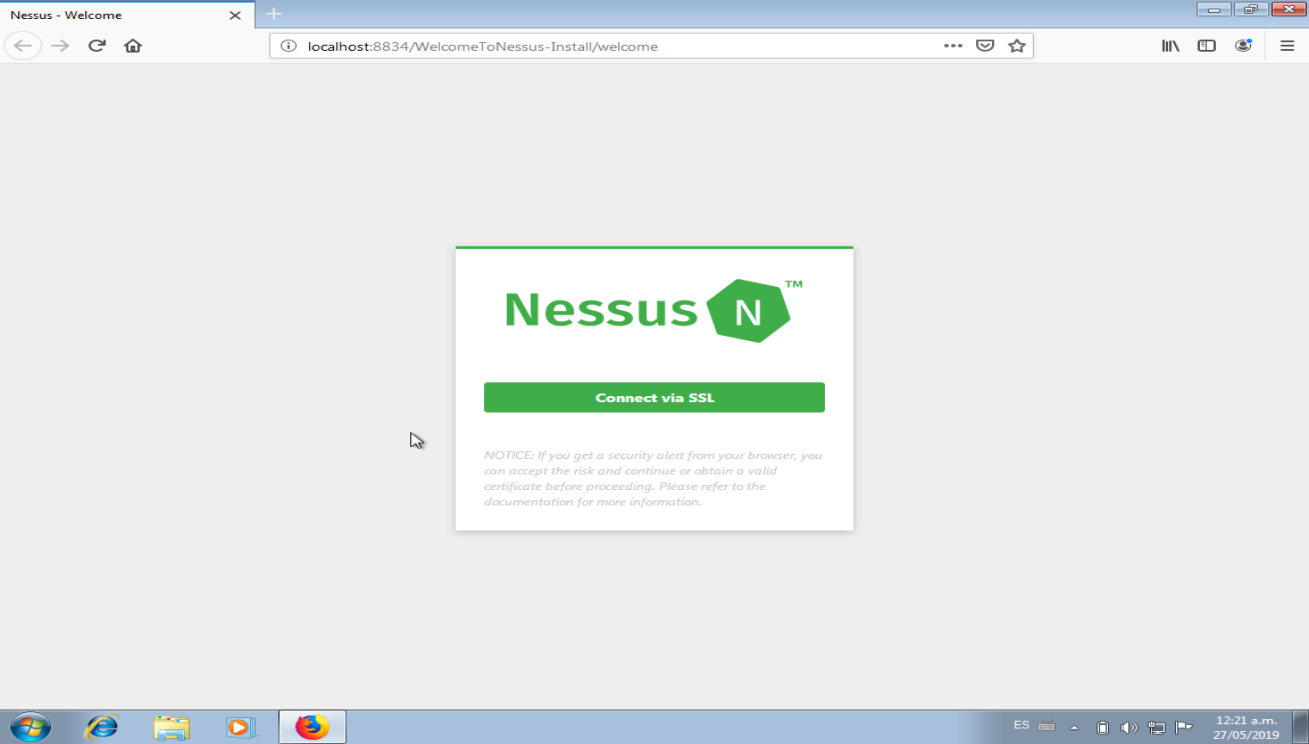 Nessus - Welcome
localhost:8834/WelcomeToNessus-Install/welcome
Nessus N ™
Connect via SSL
NOTICE: If you get a security alert from your browser, you
can accept the risk and continue or obtain a valid
certificate before proceeding. Please refer to the
documentation for more information.
ES
12:21 a.m.
27/05/2019